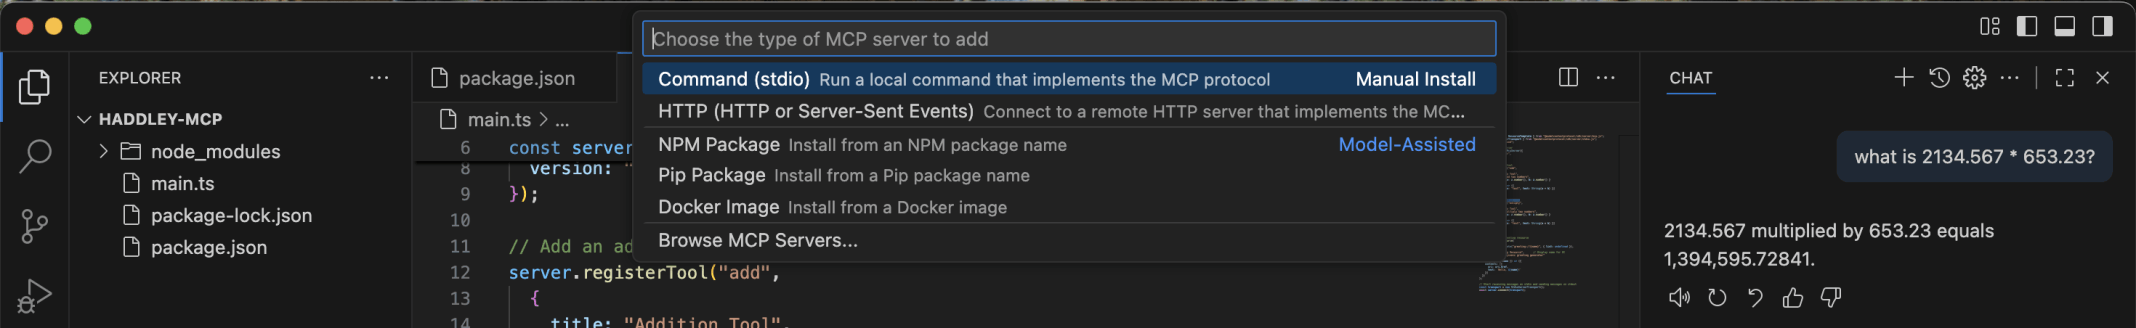 Choose the type of MCP server to add
Command (stdio) Run a local command that implements the MCP protocol Manual Install
HTTP (HTTP or Server-Sent Events) Connect to a remote HTTP server that implements the MC...
NPM Package Install from an NPM package name Model-Assisted
Pip Package Install from a Pip package name
Docker Image Install from a Docker image
Browse MCP Servers...
EXPLORER
HADDLEY-MCP
node_modules
main.ts
package-lock.json
package.json
package.json
main.ts > ...
6 const server
8 version: "
9 });
10
11 // Add an ad
12 server.registerTool("add",
13 {
14 title: "Addition Tool",
CHAT
what is 2134.567 * 653.23?
2134.567 multiplied by 653.23 equals
1,394,595.72841.